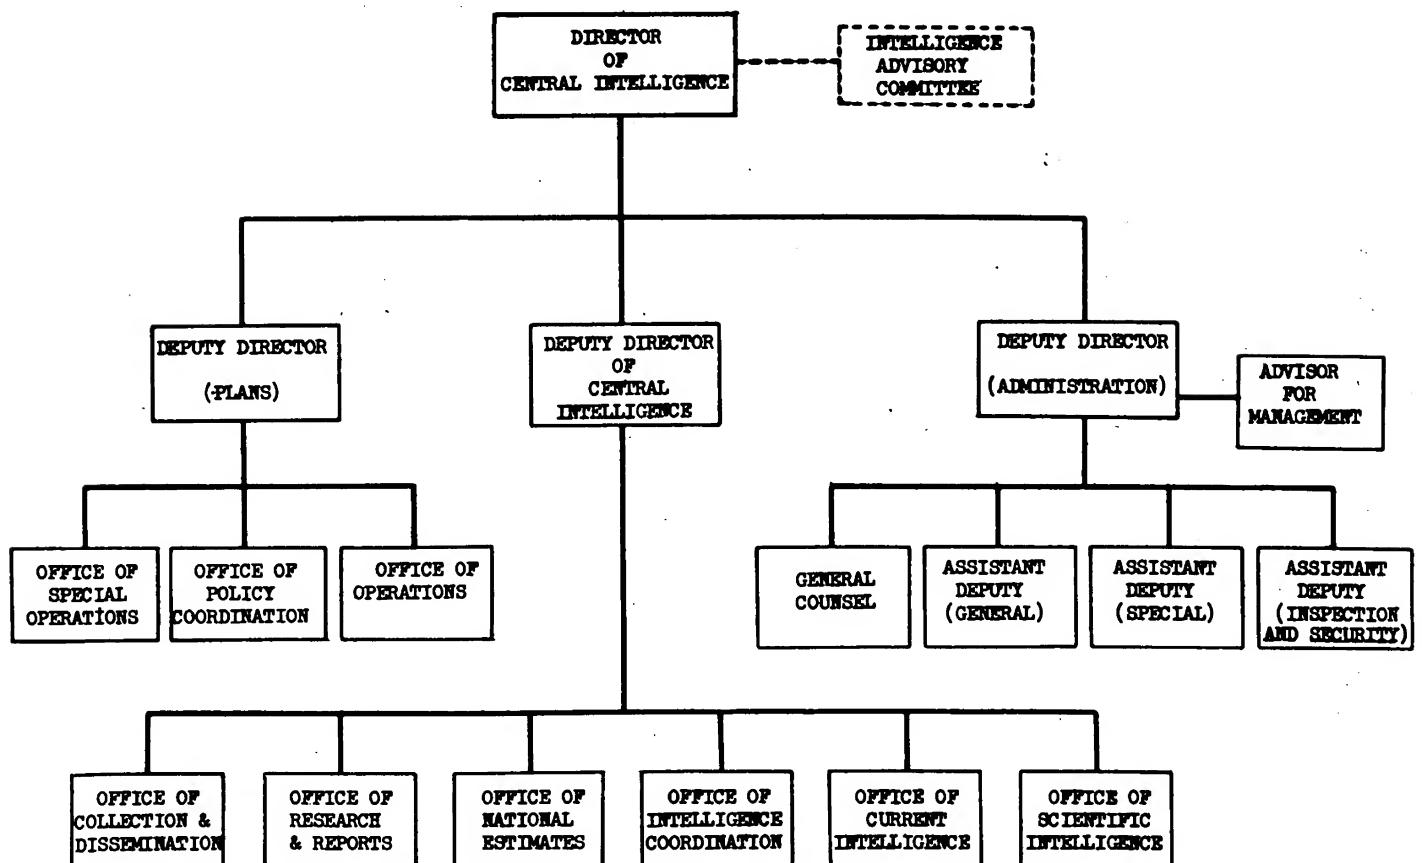 DIRECTOR
OF
CENTRAL INTELLIGENCE
INTELLIGENCE
ADVISORY
COMMITTEE
DEPUTY DIRECTOR
(PLANS)
DEPUTY DIRECTOR
OF
CENTRAL
INTELLIGENCE
DEPUTY DIRECTOR
(ADMINISTRATION)
ADVISOR
FOR
MANAGEMENT
OFFICE OF
SPECIAL
OPERATIONS
OFFICE OF
POLICY
COORDINATION
OFFICE OF
OPERATIONS
GENERAL
COUNSEL
ASSISTANT
DEPUTY
(GENERAL)
ASSISTANT
DEPUTY
(SPECIAL)
ASSISTANT
DEPUTY
(INSPECTION
AND SECURITY)
OFFICE OF
COLLECTION &
DISSEMINATION
OFFICE OF
RESEARCH
& REPORTS
OFFICE OF
NATIONAL
ESTIMATES
OFFICE OF
INTELLIGENCE
COORDINATION
OFFICE OF
CURRENT
INTELLIGENCE
OFFICE OF
SCIENTIFIC
INTELLIGENCE